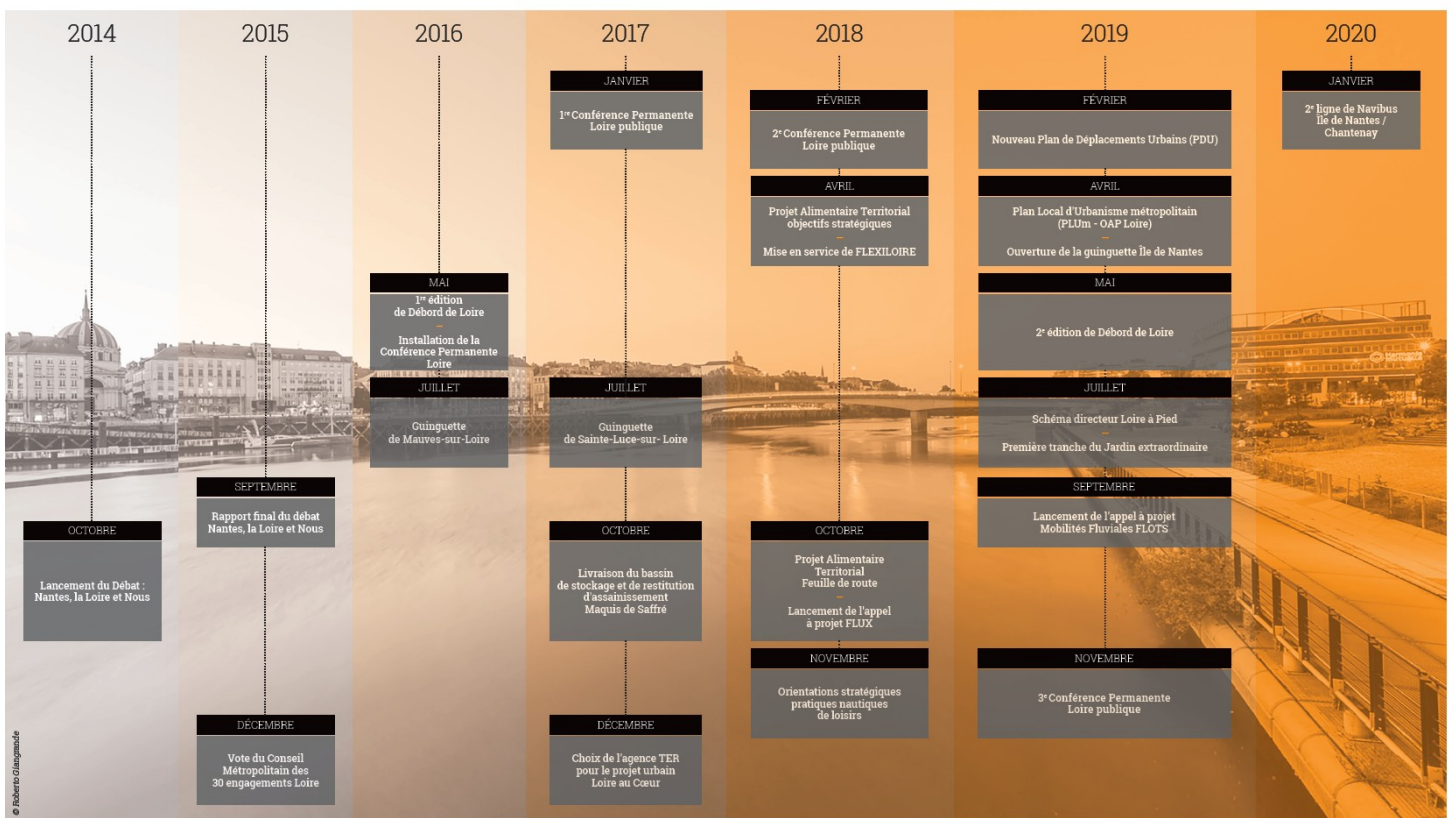 2014
OCTOBRE
Lancement du Débat :
Nantes, la Loire et Nous
2015
SEPTEMBRE
Rapport final du débat
Nantes, la Loire et Nous
DÉCEMBRE
Vote du Conseil
Métropolitain des
30 engagements Loire
2016
MAI
1re édition
de Débord de Loire
–
Installation de la
Conférence Permanente
Loire
JUILLET
Guinguette
de Mauves-sur-Loire
2017
JANVIER
1re Conférence Permanente
Loire publique
JUILLET
Guinguette
de Sainte-Luce-sur- Loire
OCTOBRE
Livraison du bassin
de stockage et de restitution
d'assainissement
Maquis de Saffré
DÉCEMBRE
Choix de l'agence TER
pour le projet urbain
Loire au Cœur
2018
FÉVRIER
2e Conférence Permanente
Loire publique
AVRIL
Projet Alimentaire Territorial
objectifs stratégiques
–
Mise en service de FLEXILOIRE
OCTOBRE
Projet Alimentaire
Territorial
Feuille de route
–
Lancement de l'appel
à projet FLUX
NOVEMBRE
Orientations stratégiques
pratiques nautiques
de loisirs
2019
FÉVRIER
Nouveau Plan de Déplacements Urbains (PDU)
AVRIL
Plan Local d'Urbanisme métropolitain
(PLUm - OAP Loire)
–
Ouverture de la guinguette Île de Nantes
MAI
2e édition de Débord de Loire
JUILLET
Schéma directeur Loire à Pied
–
Première tranche du Jardin extraordinaire
SEPTEMBRE
Lancement de l'appel à projet
Mobilités Fluviales FLOTS
NOVEMBRE
3e Conférence Permanente
Loire publique
2020
JANVIER
2e ligne de Navibus
Île de Nantes /
Chantenay
© Roberto Giangrande